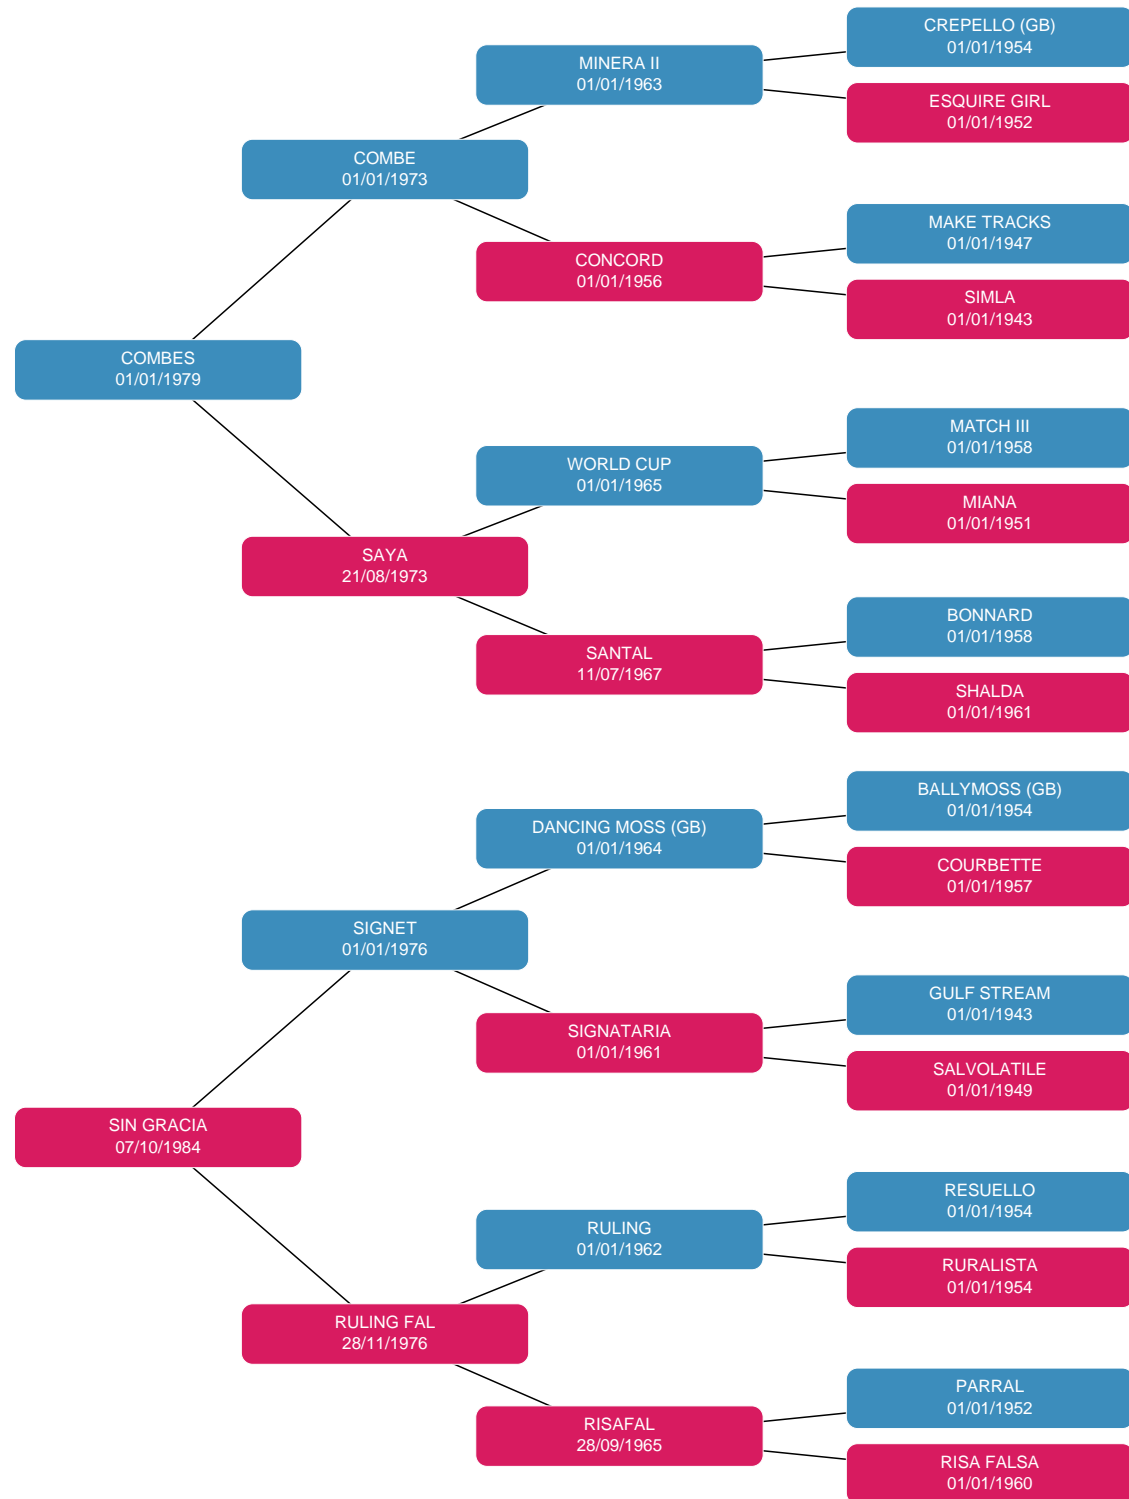 CREPELLO (GB)
01/01/1954
MINERA II
01/01/1963
ESQUIRE GIRL
01/01/1952
COMBE
01/01/1973
MAKE TRACKS
01/01/1947
CONCORD
01/01/1956
SIMLA
01/01/1943
COMBES
01/01/1979
MATCH III
01/01/1958
WORLD CUP
01/01/1965
MIANA
01/01/1951
SAYA
21/08/1973
BONNARD
01/01/1958
SANTAL
11/07/1967
SHALDA
01/01/1961
BALLYMOSS (GB)
01/01/1954
DANCING MOSS (GB)
01/01/1964
COURBETTE
01/01/1957
SIGNET
01/01/1976
GULF STREAM
01/01/1943
SIGNATARIA
01/01/1961
SALVOLATILE
01/01/1949
SIN GRACIA
07/10/1984
RESUELLO
01/01/1954
RULING
01/01/1962
RURALISTA
01/01/1954
RULING FAL
28/11/1976
PARRAL
01/01/1952
RISAFAL
28/09/1965
RISA FALSA
01/01/1960